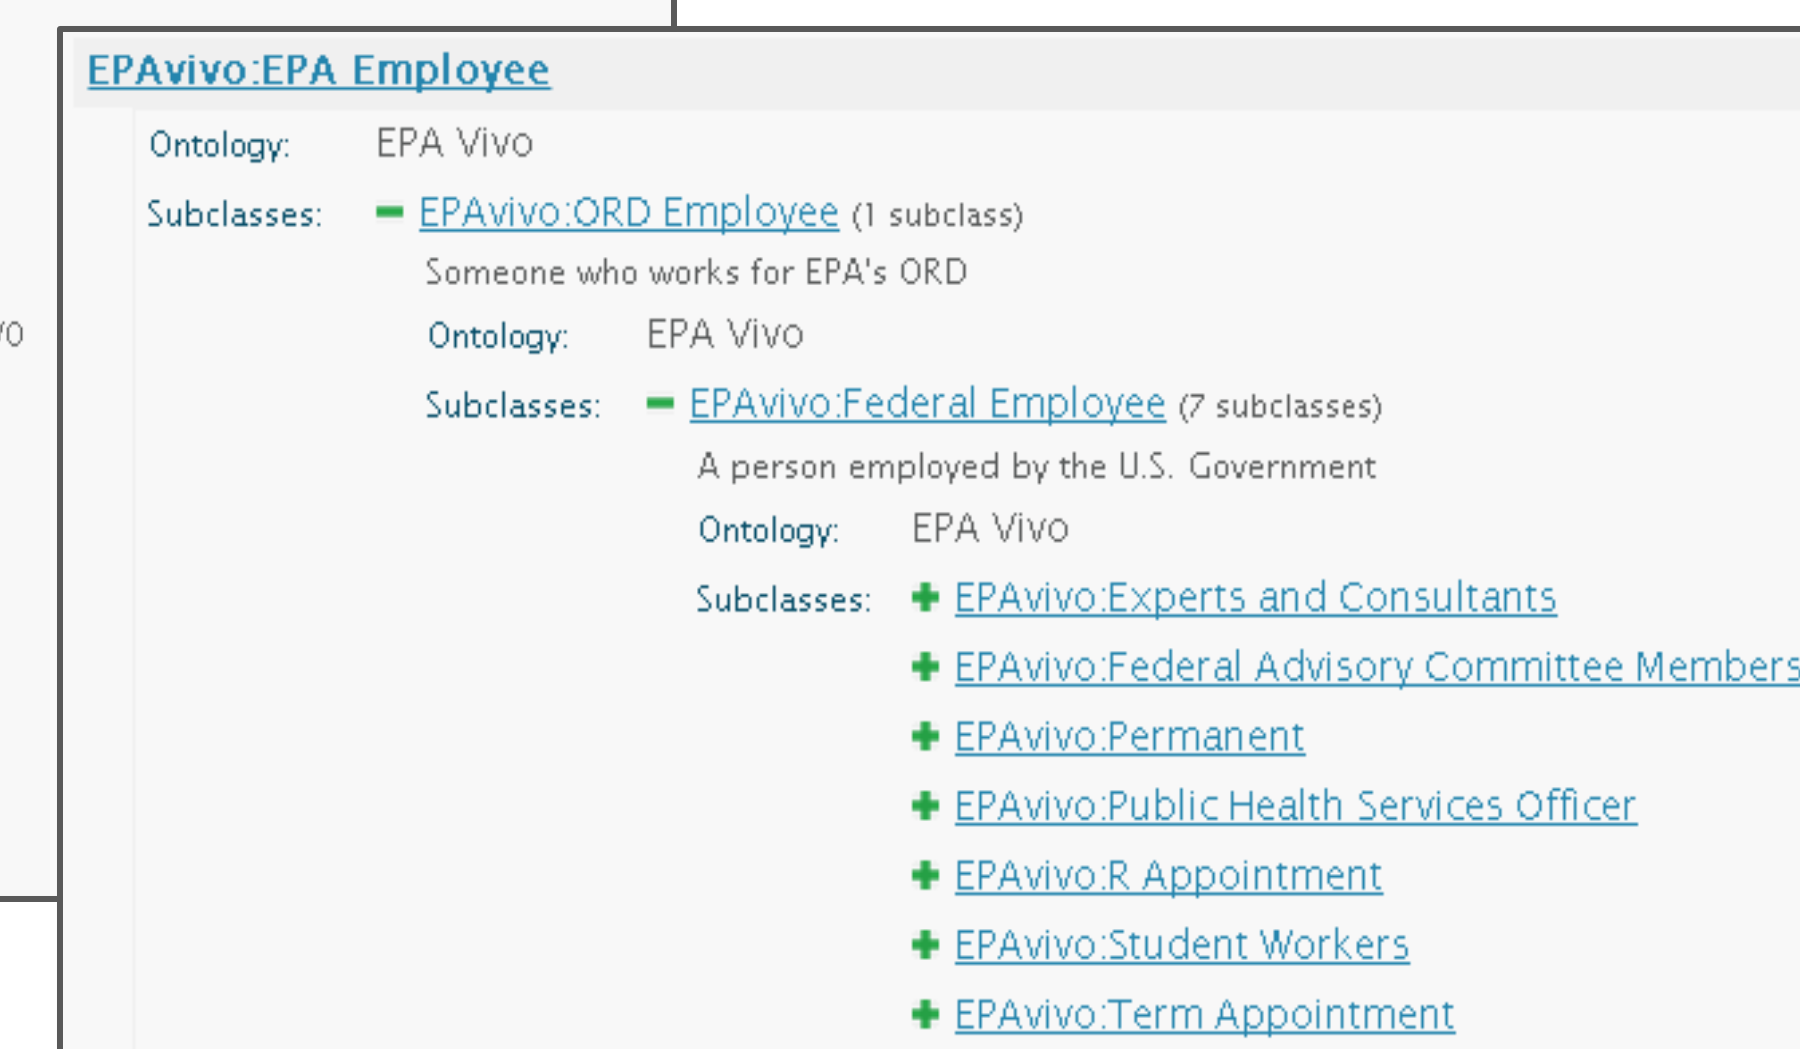 EPAvivo:EPA Employee
Ontology: EPA Vivo
Subclasses: EPAvivo:ORD Employee (1 subclass)
Someone who works for EPA's ORD
Ontology: EPA Vivo
Subclasses: EPAvivo:Federal Employee (7 subclasses)
A person employed by the U.S. Government
Ontology: EPA Vivo
Subclasses: EPAvivo:Experts and Consultants
EPAvivo:Federal Advisory Committee Members
EPAvivo:Permanent
EPAvivo:Public Health Services Officer
EPAvivo:R Appointment
EPAvivo:Student Workers
EPAvivo:Term Appointment